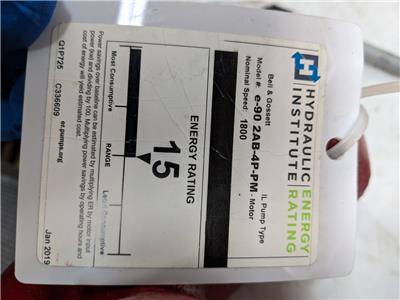 HYDRAULIC ENERGY
INSTITUTE RATING
Bell & Gossett
IL Pump Type
Model #: e-90 2AB-4P-PM - Motor
Nominal Speed: 1800
ENERGY RATING
15
Most Consumptive
RANGE
Least Consumptive
Power savings over baseline can be estimated by multiplying ER by motor input
power (kw) and dividing by 100. Multiplying power savings by operating hours and
cost of energy will yield estimated cost.
Q1P725
C336609
er.pumps.org
Jan 2019